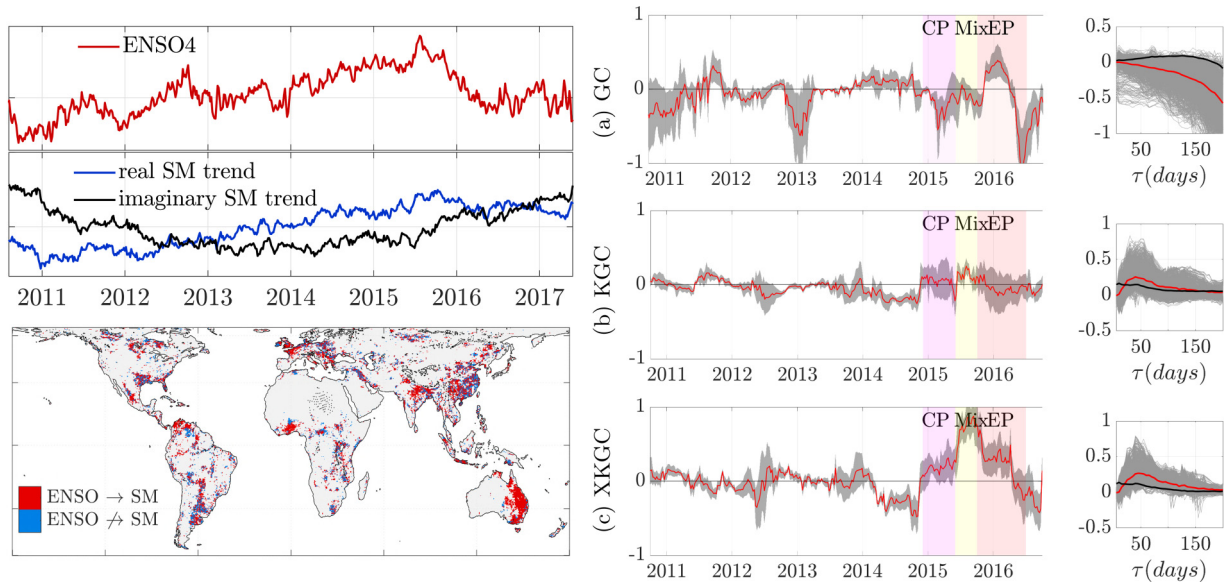 ENSO4
real SM trend
imaginary SM trend
2011 2012 2013 2014 2015 2016 2017
ENSO → SM
ENSO ↛ SM
(a) GC
1
0
-1
CP MixEP
2011 2012 2013 2014 2015 2016
1
0.5
0
-0.5
-1
50 150
τ(days)
(b) KGC
1
0
-1
CP MixEP
2011 2012 2013 2014 2015 2016
1
0.5
0
-0.5
50 150
τ(days)
(c) XKGC
1
0
-1
CP MixEP
2011 2012 2013 2014 2015 2016
1
0.5
0
-0.5
50 150
τ(days)